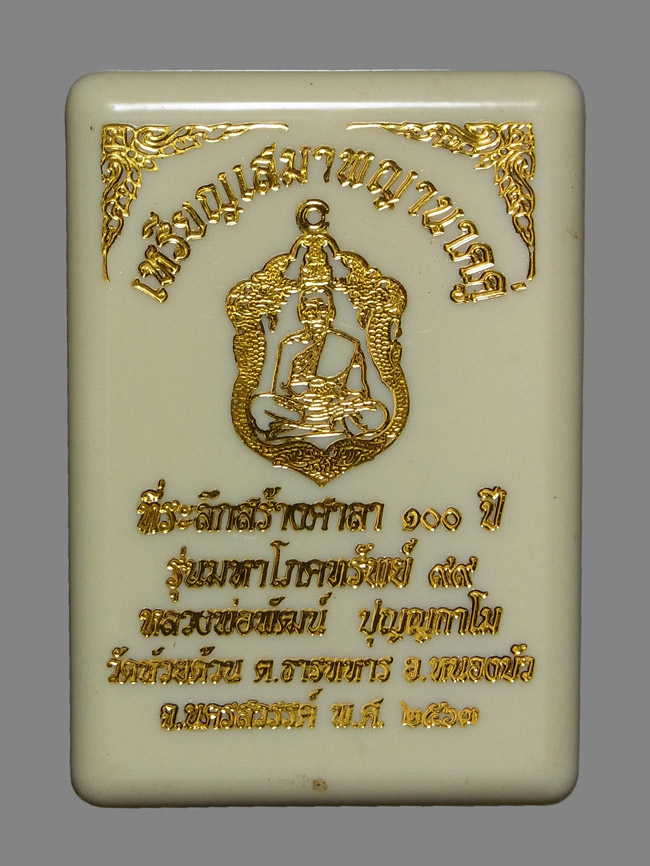 เหรียญเสมาพญานาคคู่
ที่ระลึกสร้างศาลา ๑๐๐ ปี
รุ่นมหาโภคทรัพย์ ๙๙
หลวงพ่อพัฒน์ ปุญญกาโม
วัดห้วยด้วน ต.ธารทหาร อ.หนองบัว
จ.นครสวรรค์ พ.ศ. ๒๕๖๓